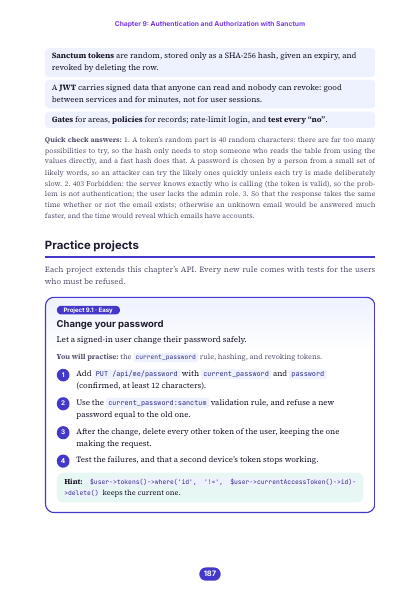 Chapter 9: Authentication and Authorization with Sanctum
Sanctum tokens are random, stored only as a SHA-256 hash, given an expiry, and
revoked by deleting the row.
A JWT carries signed data that anyone can read and nobody can revoke: good
between services and for minutes, not for user sessions.
Gates for areas, policies for records; rate-limit login, and test every “no”.
Quick check answers: 1. A token's random part is 40 random characters: there are far too many
possibilities to try, so the hash only needs to stop someone who reads the table from using the
values directly, and a fast hash does that. A password is chosen by a person from a small set of
likely words, so an attacker can try the likely ones quickly unless each try is made deliberately
slow. 2. 403 Forbidden: the server knows exactly who is calling (the token is valid), so the prob-
lem is not authentication; the user lacks the admin role. 3. So that the response takes the same
time whether or not the email exists; otherwise an unknown email would be answered much
faster, and the time would reveal which emails have accounts.
Practice projects
Each project extends this chapter's API. Every new rule comes with tests for the users
who must be refused.
Project 9.1 · Easy
Change your password
Let a signed-in user change their password safely.
You will practise: the current_password rule, hashing, and revoking tokens.
1 Add PUT /api/me/password with current_password and password
(confirmed, at least 12 characters).
2 Use the current_password:sanctum validation rule, and refuse a new
password equal to the old one.
3 After the change, delete every other token of the user, keeping the one
making the request.
4 Test the failures, and that a second device's token stops working.
Hint: $user->tokens()->where('id', '!=', $user->currentAccessToken()->id)-
>delete() keeps the current one.
187